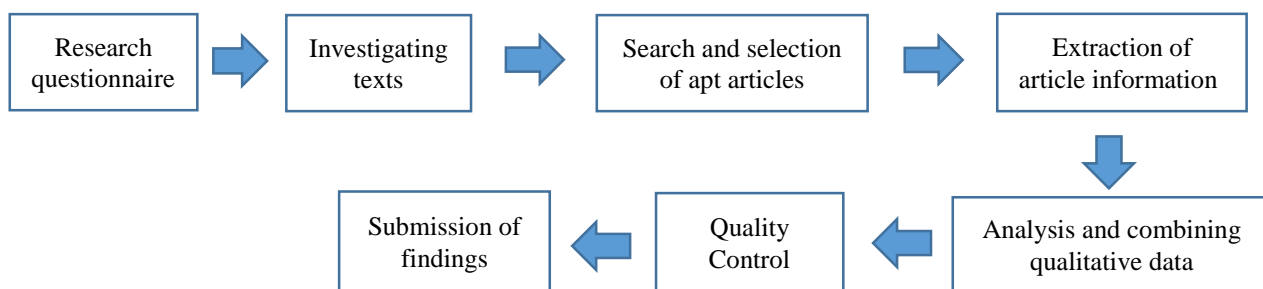 Research
questionnaire
Investigating
texts
Search and selection
of apt articles
Extraction of
article information
Analysis and combining
qualitative data
Quality
Control
Submission of
findings